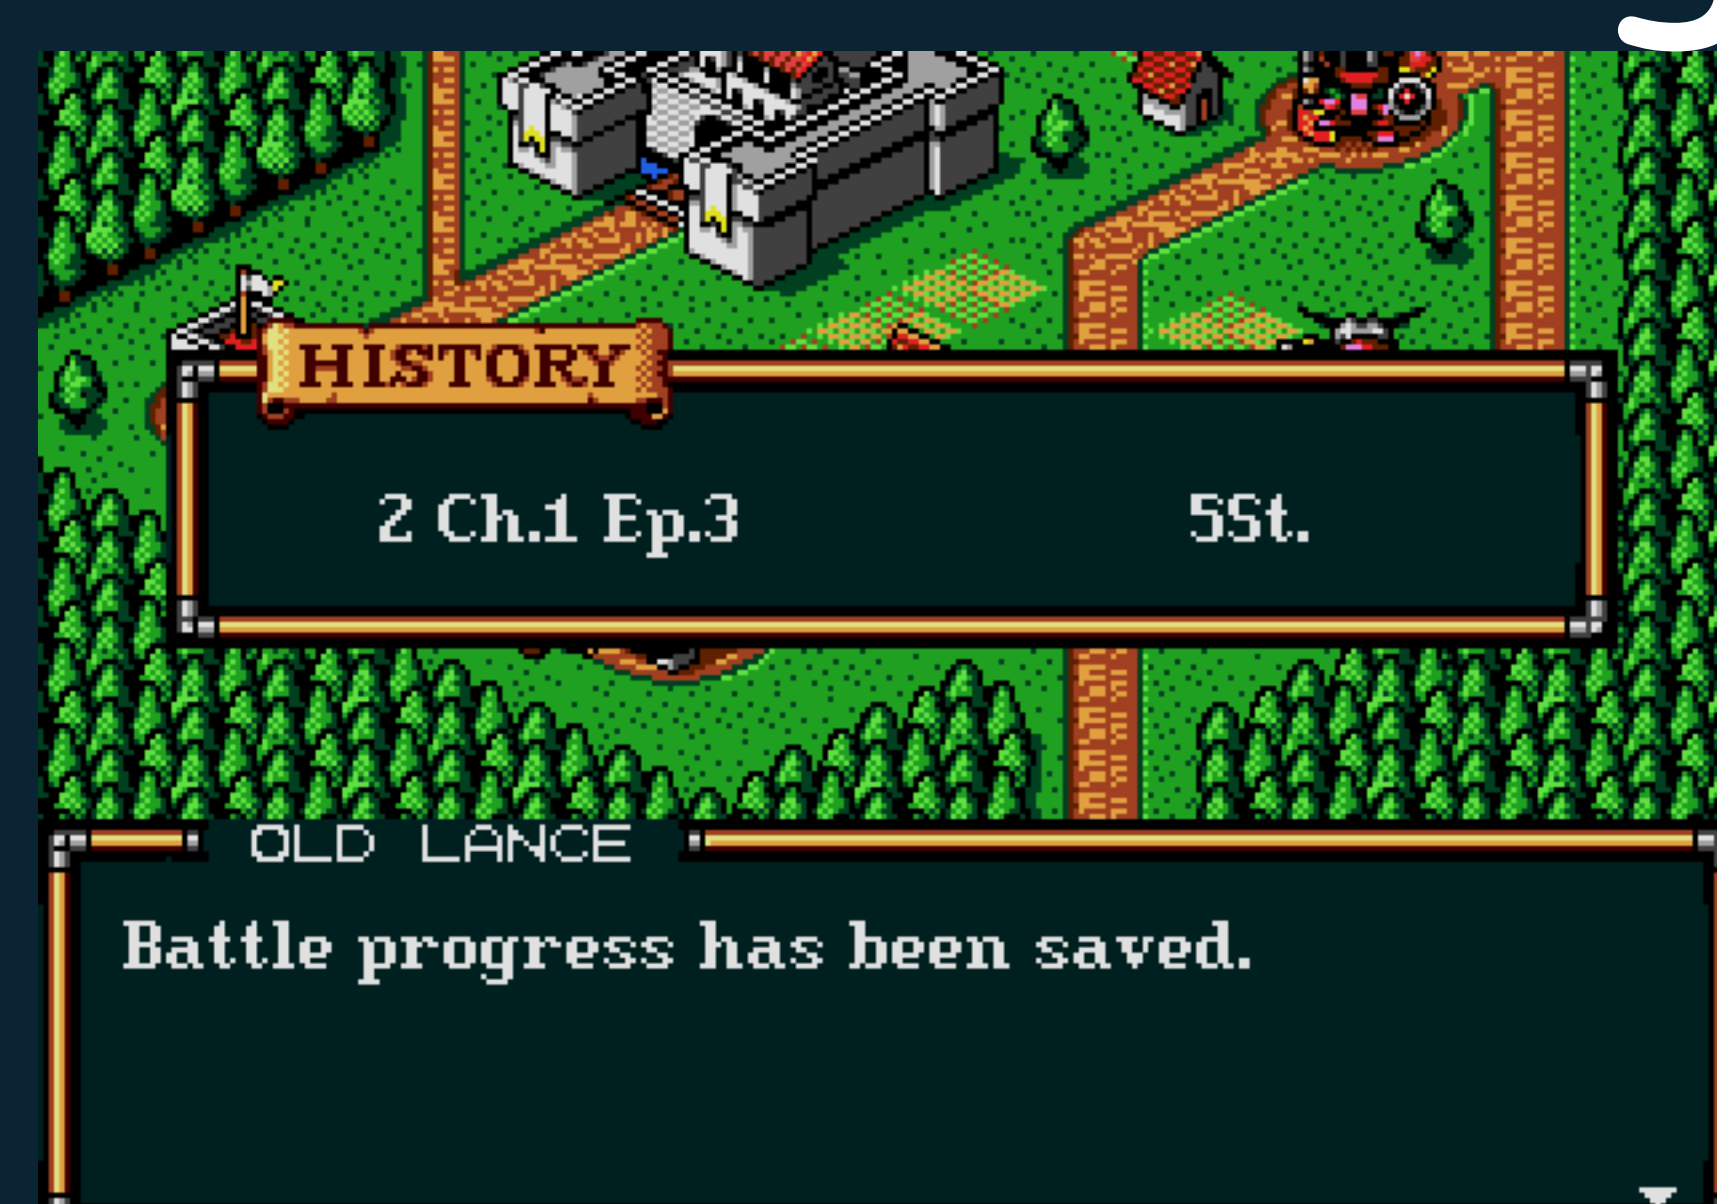 HISTORY
2 Ch.1 Ep.3 5St.
OLD LANCE
Battle progress has been saved.